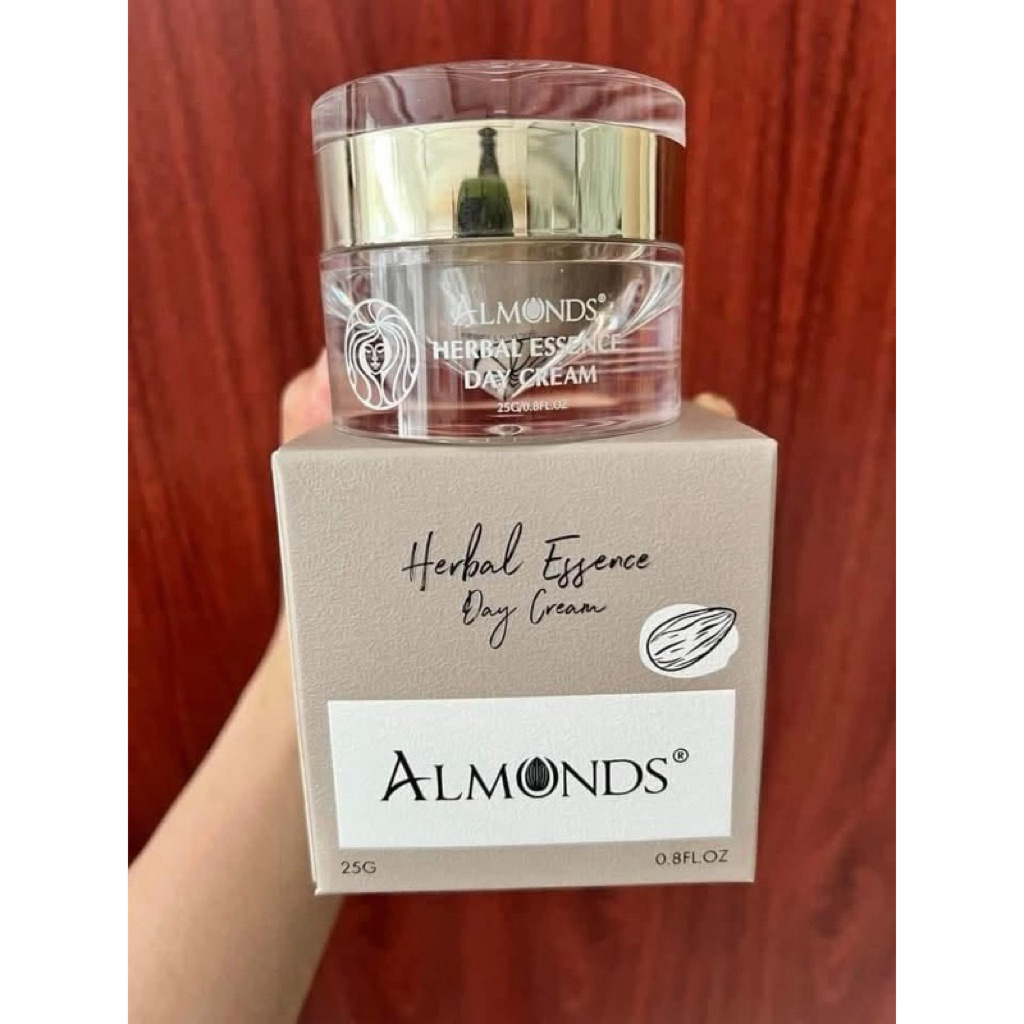 ALMONDS®
HERBAL ESSENCE
DAY CREAM
25G/0.8FL.OZ
Herbal Essence
Day Cream
ALMONDS®
25G
0.8FL.OZ